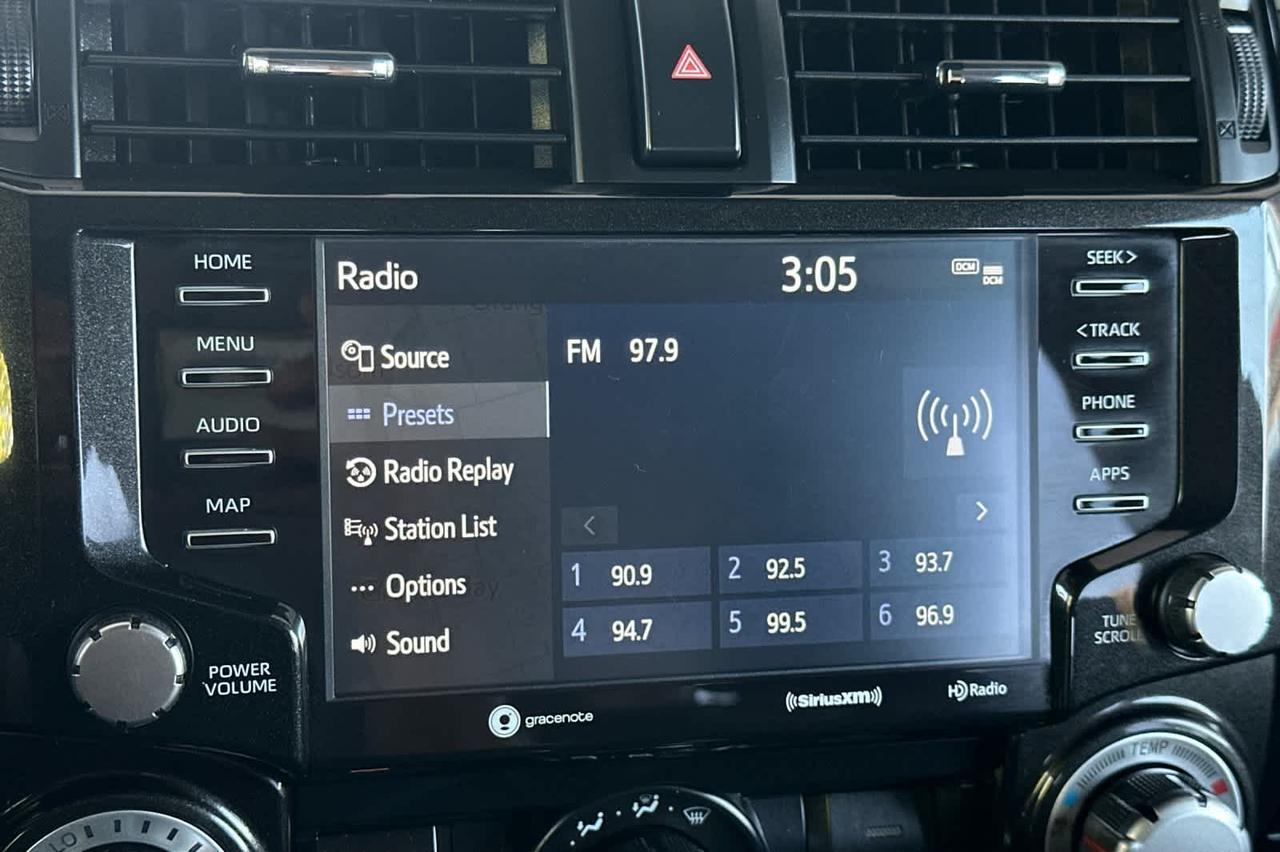 HOME
MENU
AUDIO
MAP
POWER
VOLUME
Radio
3:05
DCM
DCM
Source
Presets
Radio Replay
Station List
Options
Sound
FM 97.9
1 90.9 2 92.5 3 93.7
4 94.7 5 99.5 6 96.9
SEEK>
<TRACK
PHONE
APPS
TUNE
SCROLL
gracenote
SiriusXM
HD Radio
TEMP
LO